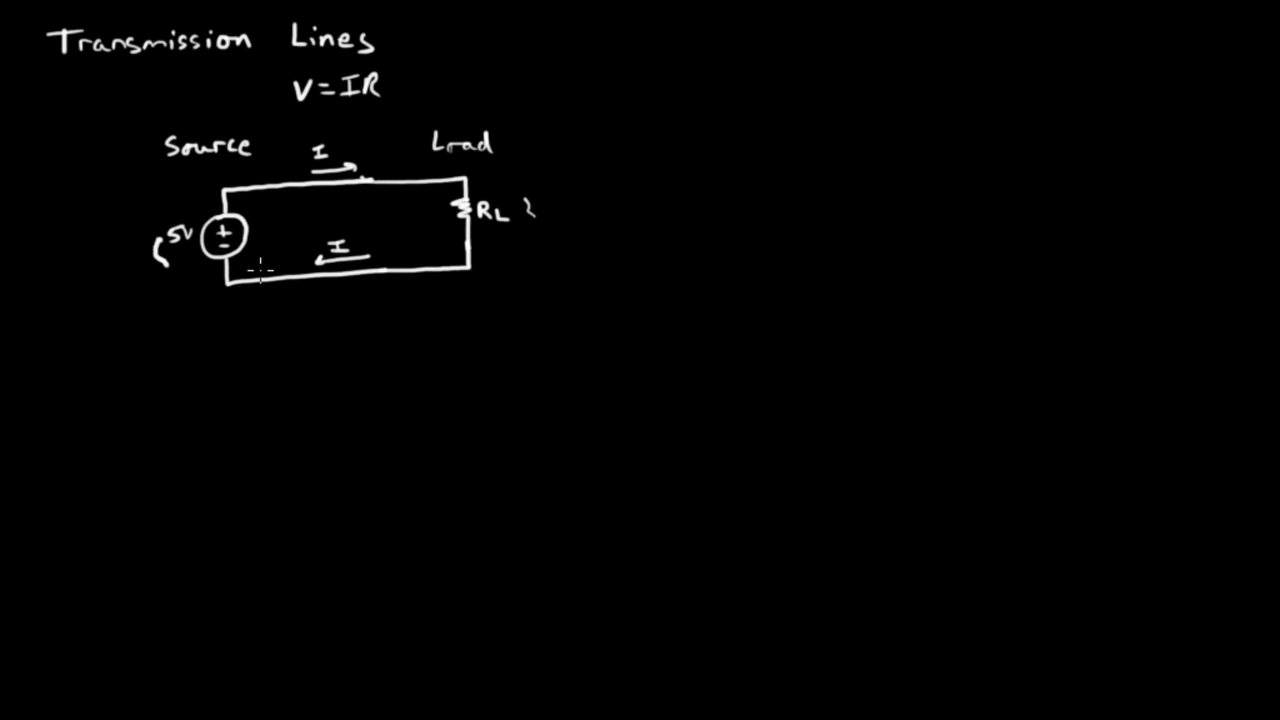 Transmission Lines
V=IR
Source Load
I
5V + - RL
I